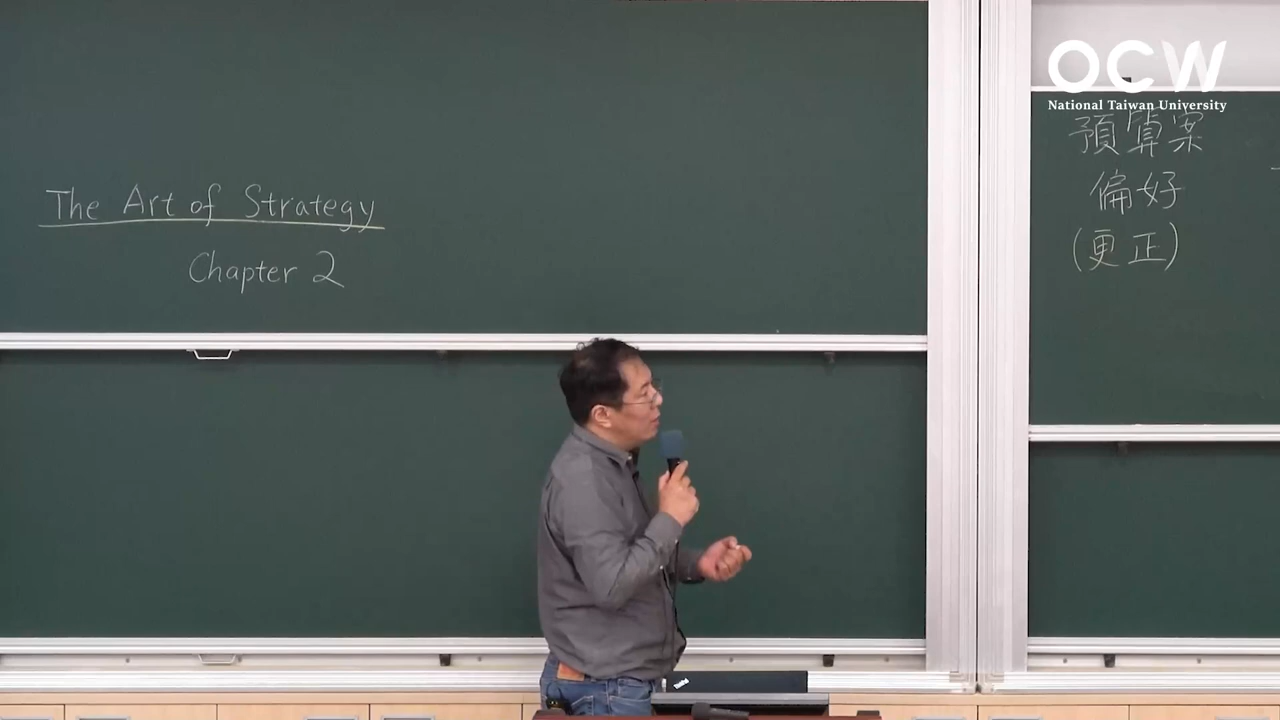 The Art of Strategy
Chapter 2
OCW
National Taiwan University
預算案
偏好
(更正)